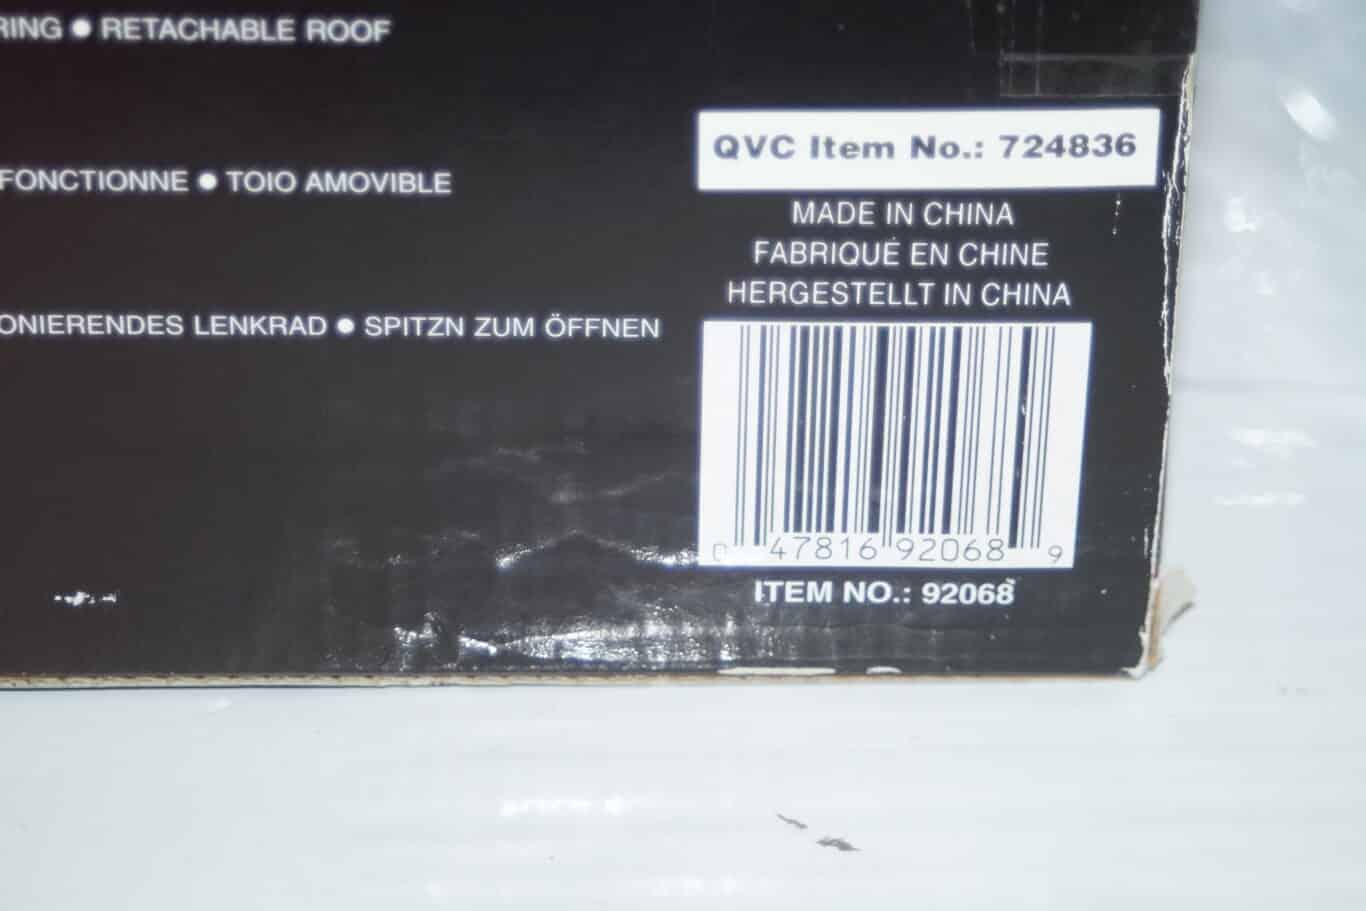 RING ● RETACHABLE ROOF
QVC Item No.: 724836
FONCTIONNE ● TOIO AMOVIBLE
MADE IN CHINA
FABRIQUÉ EN CHINE
HERGESTELLT IN CHINA
ONIERENDES LENKRAD ● SPITZN ZUM ÖFFNEN
0 47816 92068 9
ITEM NO.: 92068